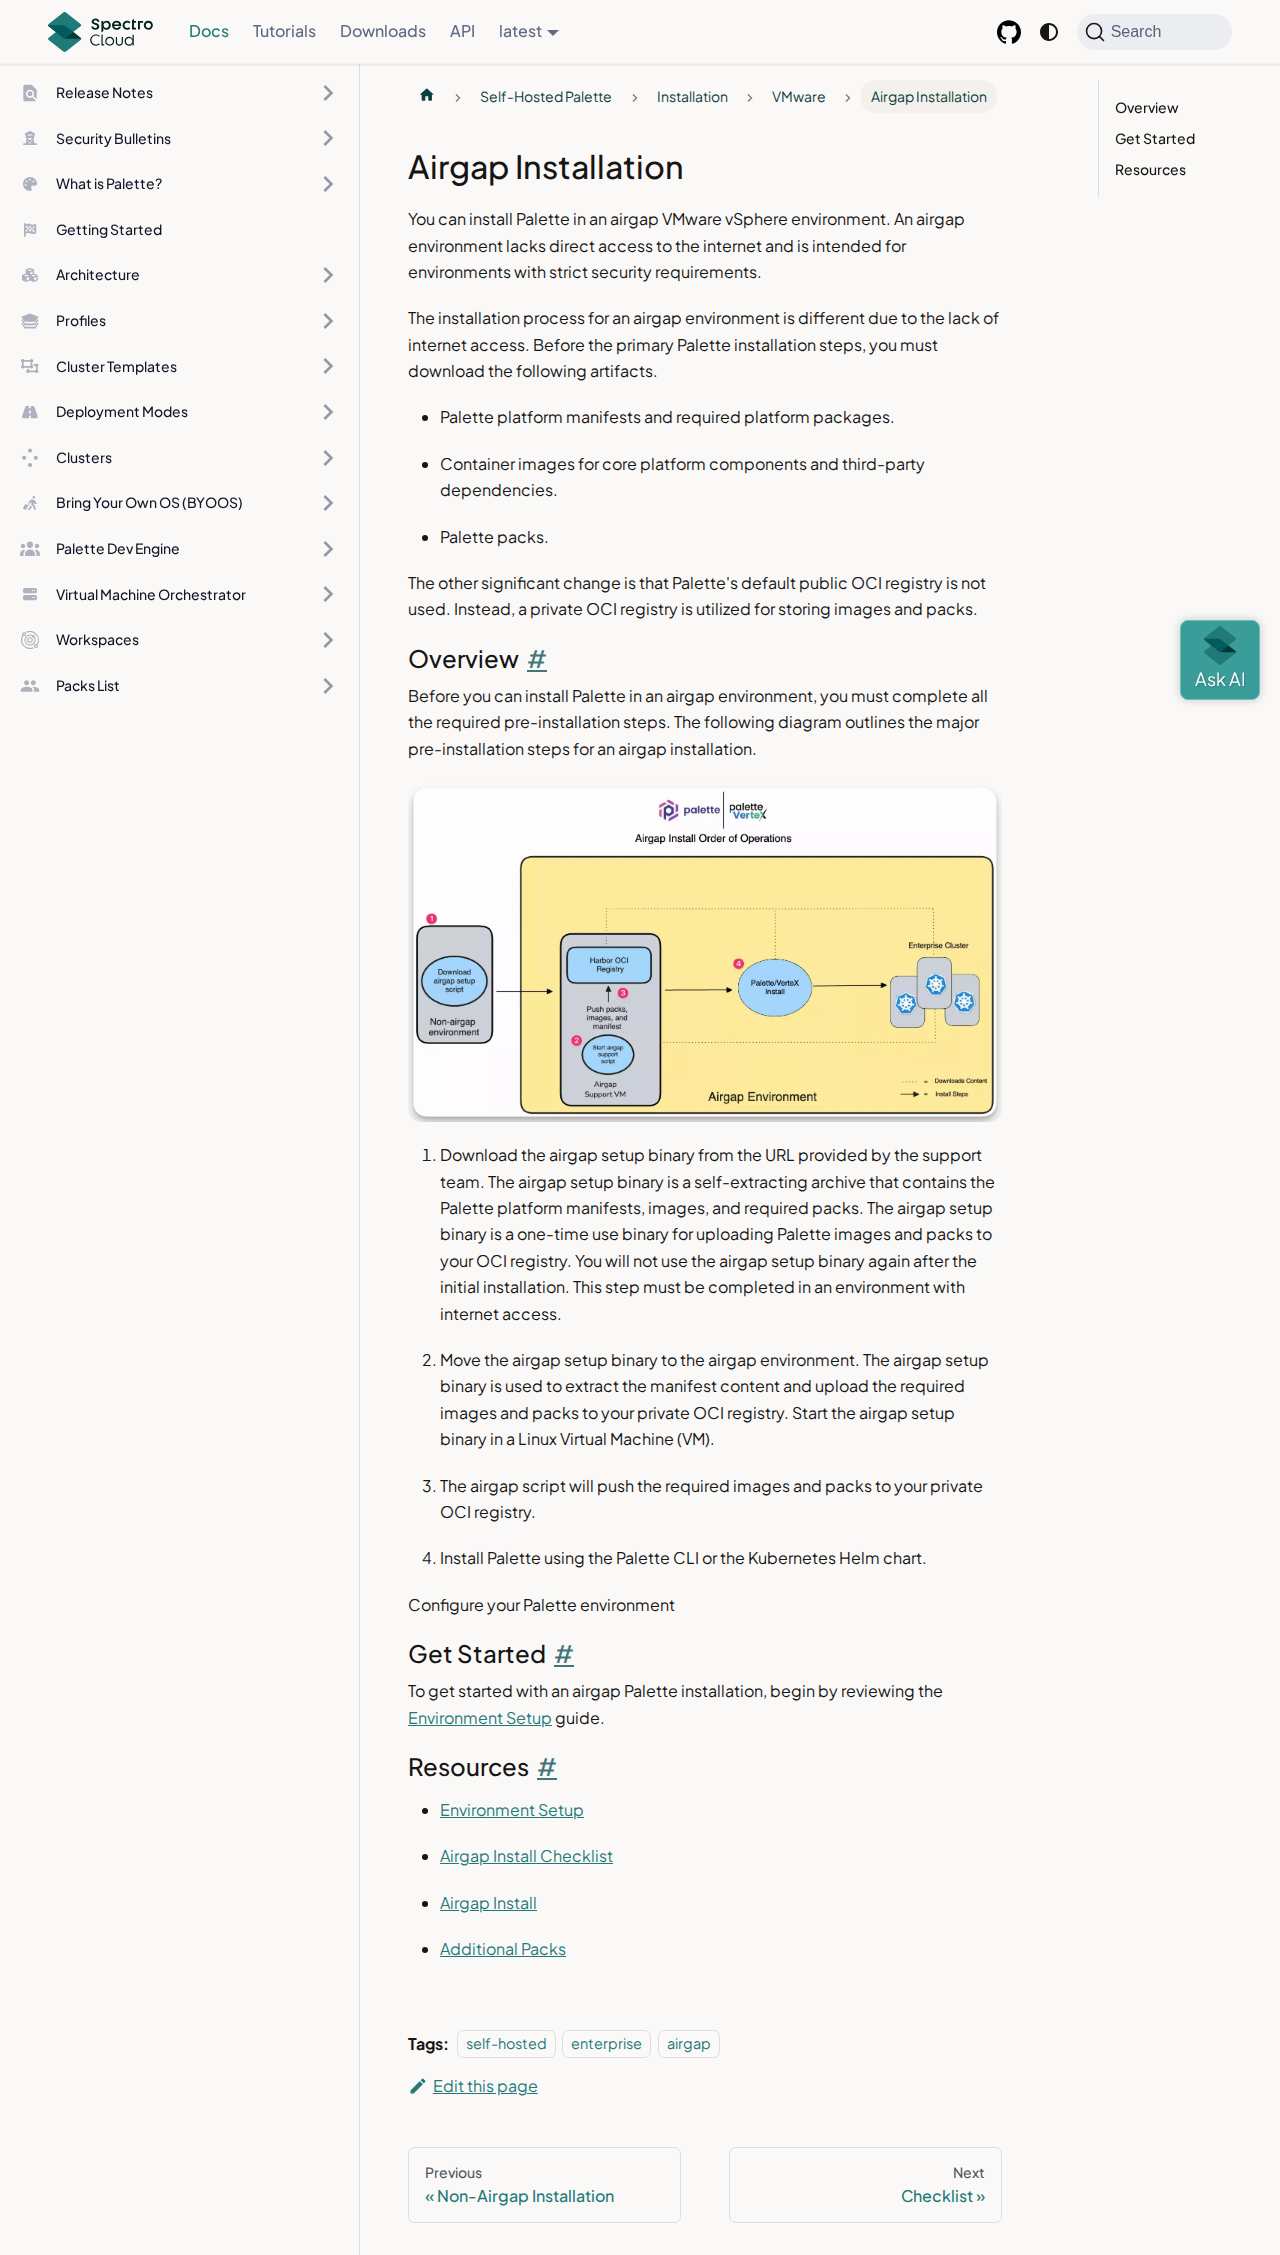 Spectro Cloud
Docs
Tutorials
Downloads
API
latest
Search
Release Notes
Security Bulletins
What is Palette?
Getting Started
Architecture
Profiles
Cluster Templates
Deployment Modes
Clusters
Bring Your Own OS (BYOOS)
Palette Dev Engine
Virtual Machine Orchestrator
Workspaces
Packs List
Self-Hosted Palette
Installation
VMware
Airgap Installation
Airgap Installation
You can install Palette in an airgap VMware vSphere environment. An airgap
environment lacks direct access to the internet and is intended for
environments with strict security requirements.
The installation process for an airgap environment is different due to the lack of
internet access. Before the primary Palette installation steps, you must
download the following artifacts.
Palette platform manifests and required platform packages.
Container images for core platform components and third-party
dependencies.
Palette packs.
The other significant change is that Palette's default public OCI registry is not
used. Instead, a private OCI registry is utilized for storing images and packs.
Overview #
Before you can install Palette in an airgap environment, you must complete all
the required pre-installation steps. The following diagram outlines the major
pre-installation steps for an airgap installation.
palette
palette
VerteX
Airgap Install Order of Operations
1
Download
airgap setup
script
Non-airgap
environment
Harbor OCI
Registry
3
Push packs,
images, and
manifest
2
Start airgap
support
script
Airgap
Support VM
4
Palette/VerteX
Install
Enterprise Cluster
Airgap Environment
= Downloads Content
= Install Steps
1. Download the airgap setup binary from the URL provided by the support
team. The airgap setup binary is a self-extracting archive that contains the
Palette platform manifests, images, and required packs. The airgap setup
binary is a one-time use binary for uploading Palette images and packs to
your OCI registry. You will not use the airgap setup binary again after the
initial installation. This step must be completed in an environment with
internet access.
2. Move the airgap setup binary to the airgap environment. The airgap setup
binary is used to extract the manifest content and upload the required
images and packs to your private OCI registry. Start the airgap setup
binary in a Linux Virtual Machine (VM).
3. The airgap script will push the required images and packs to your private
OCI registry.
4. Install Palette using the Palette CLI or the Kubernetes Helm chart.
Configure your Palette environment
Get Started #
To get started with an airgap Palette installation, begin by reviewing the
Environment Setup guide.
Resources #
Environment Setup
Airgap Install Checklist
Airgap Install
Additional Packs
Tags: self-hosted enterprise airgap
Edit this page
Previous
« Non-Airgap Installation
Next
Checklist »
Overview
Get Started
Resources
Ask AI